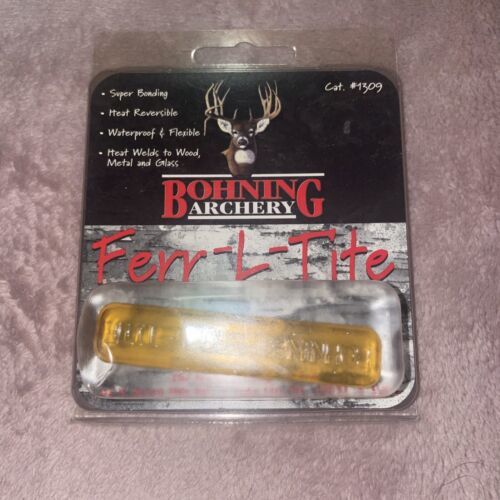 • Super Bonding
• Heat Reversible
• Waterproof & Flexible
• Heat Welds to Wood,
Metal and Glass
Cat. #1309
BOHNING
ARCHERY
Ferr-L-Tite